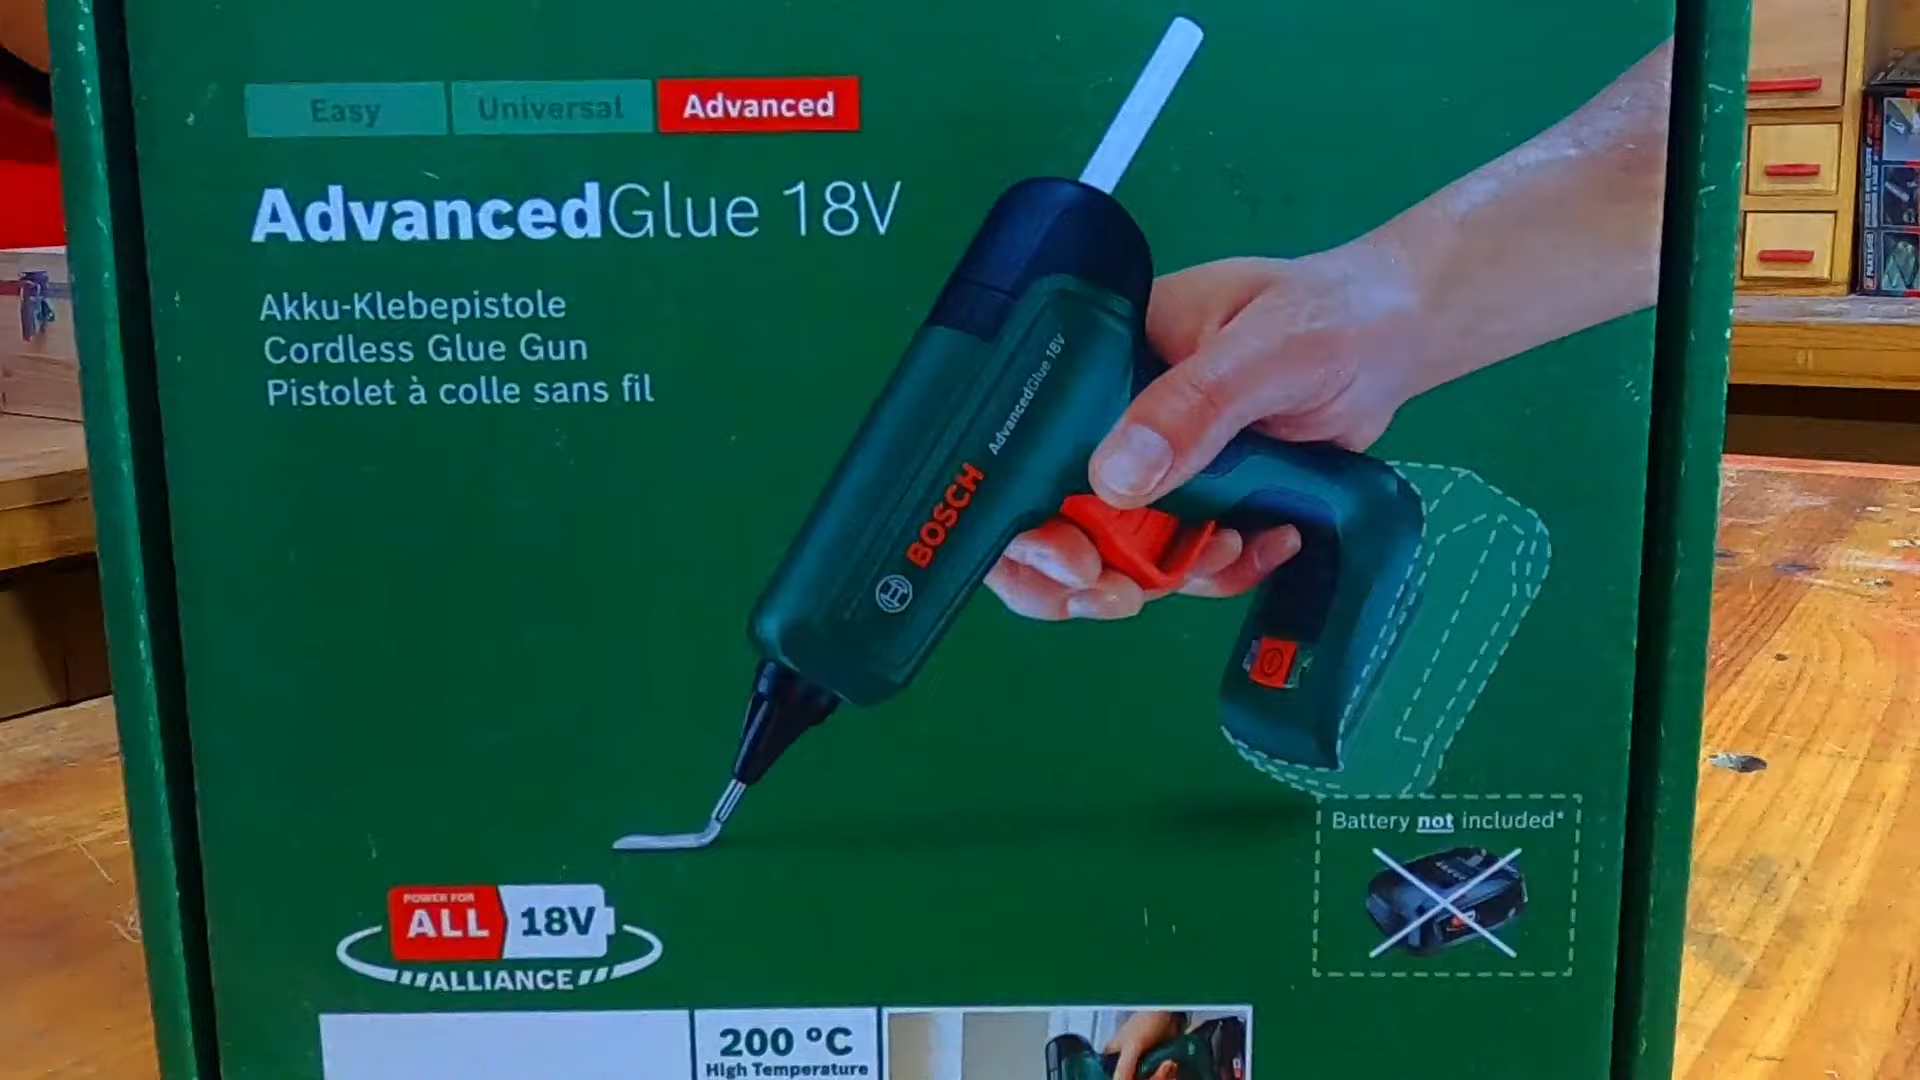 Easy Universal Advanced
AdvancedGlue 18V
Akku-Klebepistole
Cordless Glue Gun
Pistolet à colle sans fil
AdvancedGlue 18V
BOSCH
Battery not included*
POWER FOR
ALL 18V
ALLIANCE
200 °C
High Temperature